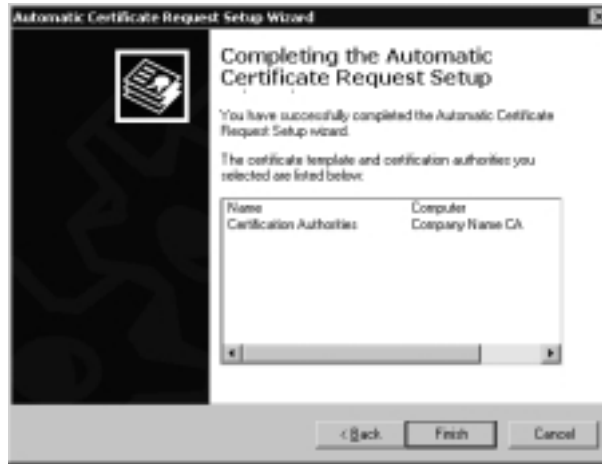 Automatic Certificate Request Setup Wizard
Completing the Automatic
Certificate Request Setup
You have successfully completed the Automatic Certificate
Request Setup wizard.
The certificate template and certification authorities you
selected are listed below:
Name Computer
Certification Authorities Company Name CA
< Back Finish Cancel